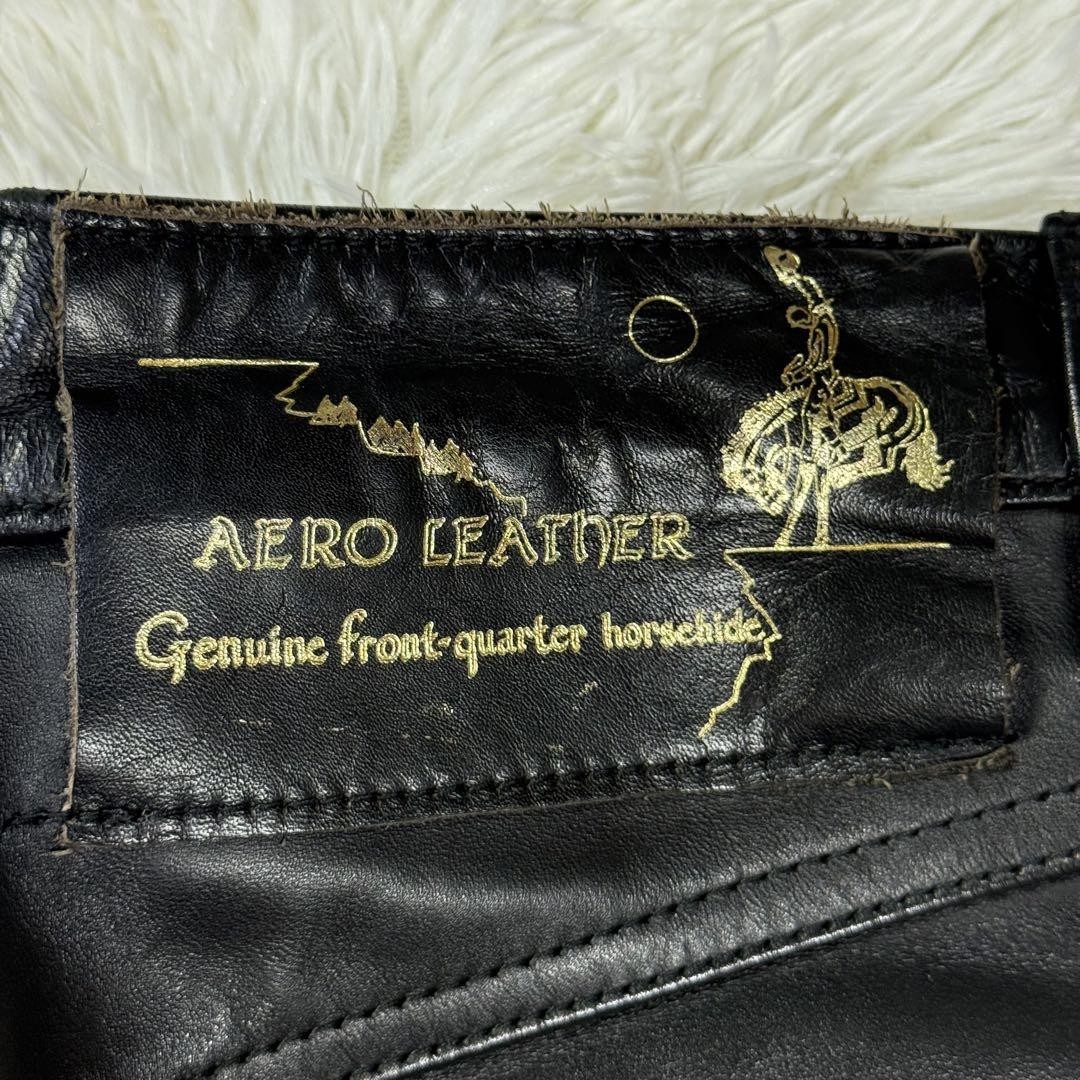 AERO LEATHER
Genuine front-quarter horsehide